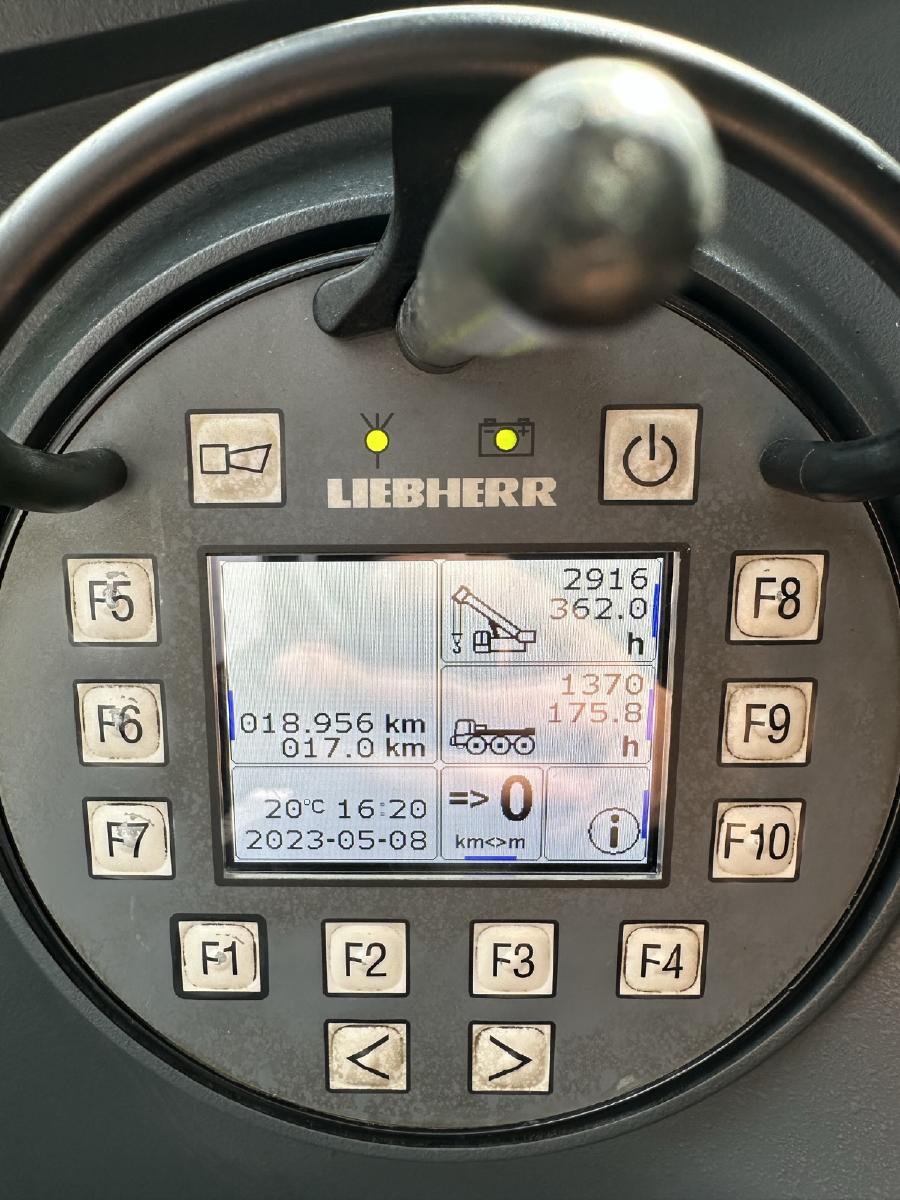 LIEBHERR
F5
F6
F7
F8
F9
F10
2916
362.0
h
1370
175.8
h
018.956 km
017.0 km
20°C 16:20
2023-05-08
=> 0
km<>m
i
F1 F2 F3 F4
< >